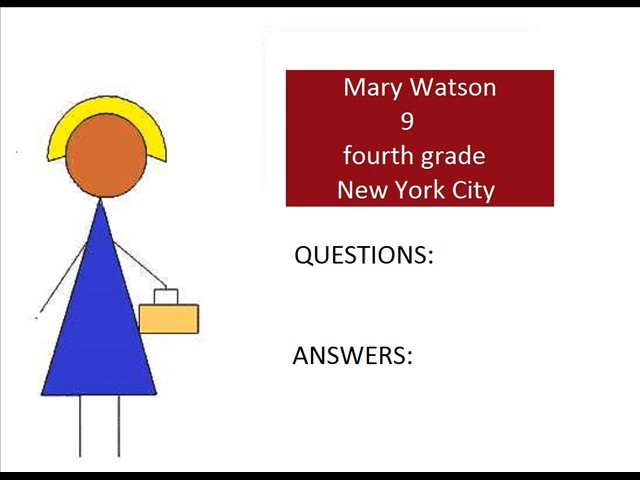 Mary Watson
9
fourth grade
New York City
QUESTIONS:
ANSWERS: